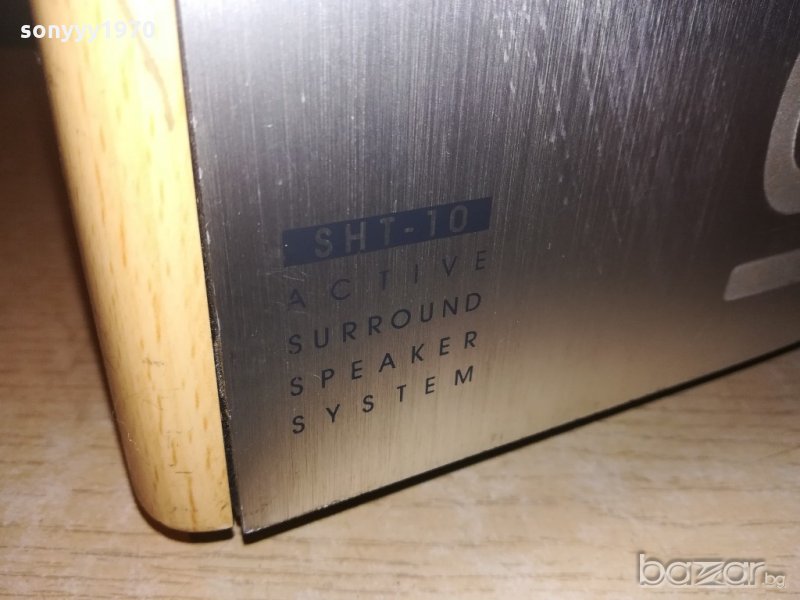 sonyyy1970
SHT-10
ACTIVE
SURROUND
SPEAKER
SYSTEM
bazar.bg